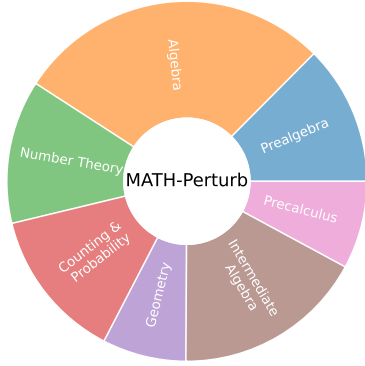 Algebra
Prealgebra
Number Theory
MATH-Perturb
Precalculus
Counting &
Probability
Geometry
Intermediate
Algebra